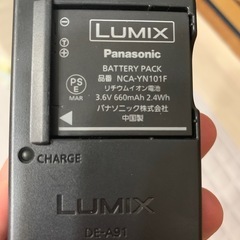 LUMIX
Panasonic
BATTERY PACK
品番 NCA-YN101F
リチウムイオン電池
3.6V 660mAh 2.4Wh
パナソニック株式会社
中国製
PS
E
MAR
CHARGE
LUMIX
DE-A91